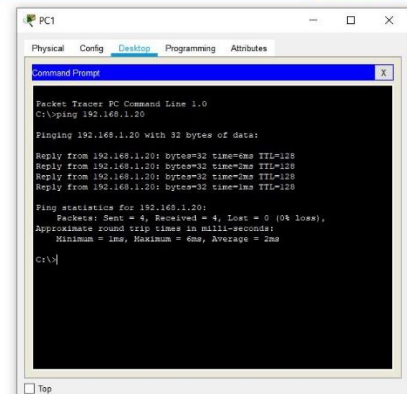 PC1
Physical Config Desktop Programming Attributes
Command Prompt X
Packet Tracer PC Command Line 1.0
C:\>ping 192.168.1.20
Pinging 192.168.1.20 with 32 bytes of data:
Reply from 192.168.1.20: bytes=32 time=6ms TTL=128
Reply from 192.168.1.20: bytes=32 time=2ms TTL=128
Reply from 192.168.1.20: bytes=32 time=2ms TTL=128
Reply from 192.168.1.20: bytes=32 time=1ms TTL=128
Ping statistics for 192.168.1.20:
Packets: Sent = 4, Received = 4, Lost = 0 (0% loss),
Approximate round trip times in milli-seconds:
Minimum = 1ms, Maximum = 6ms, Average = 2ms
C:\>
Top